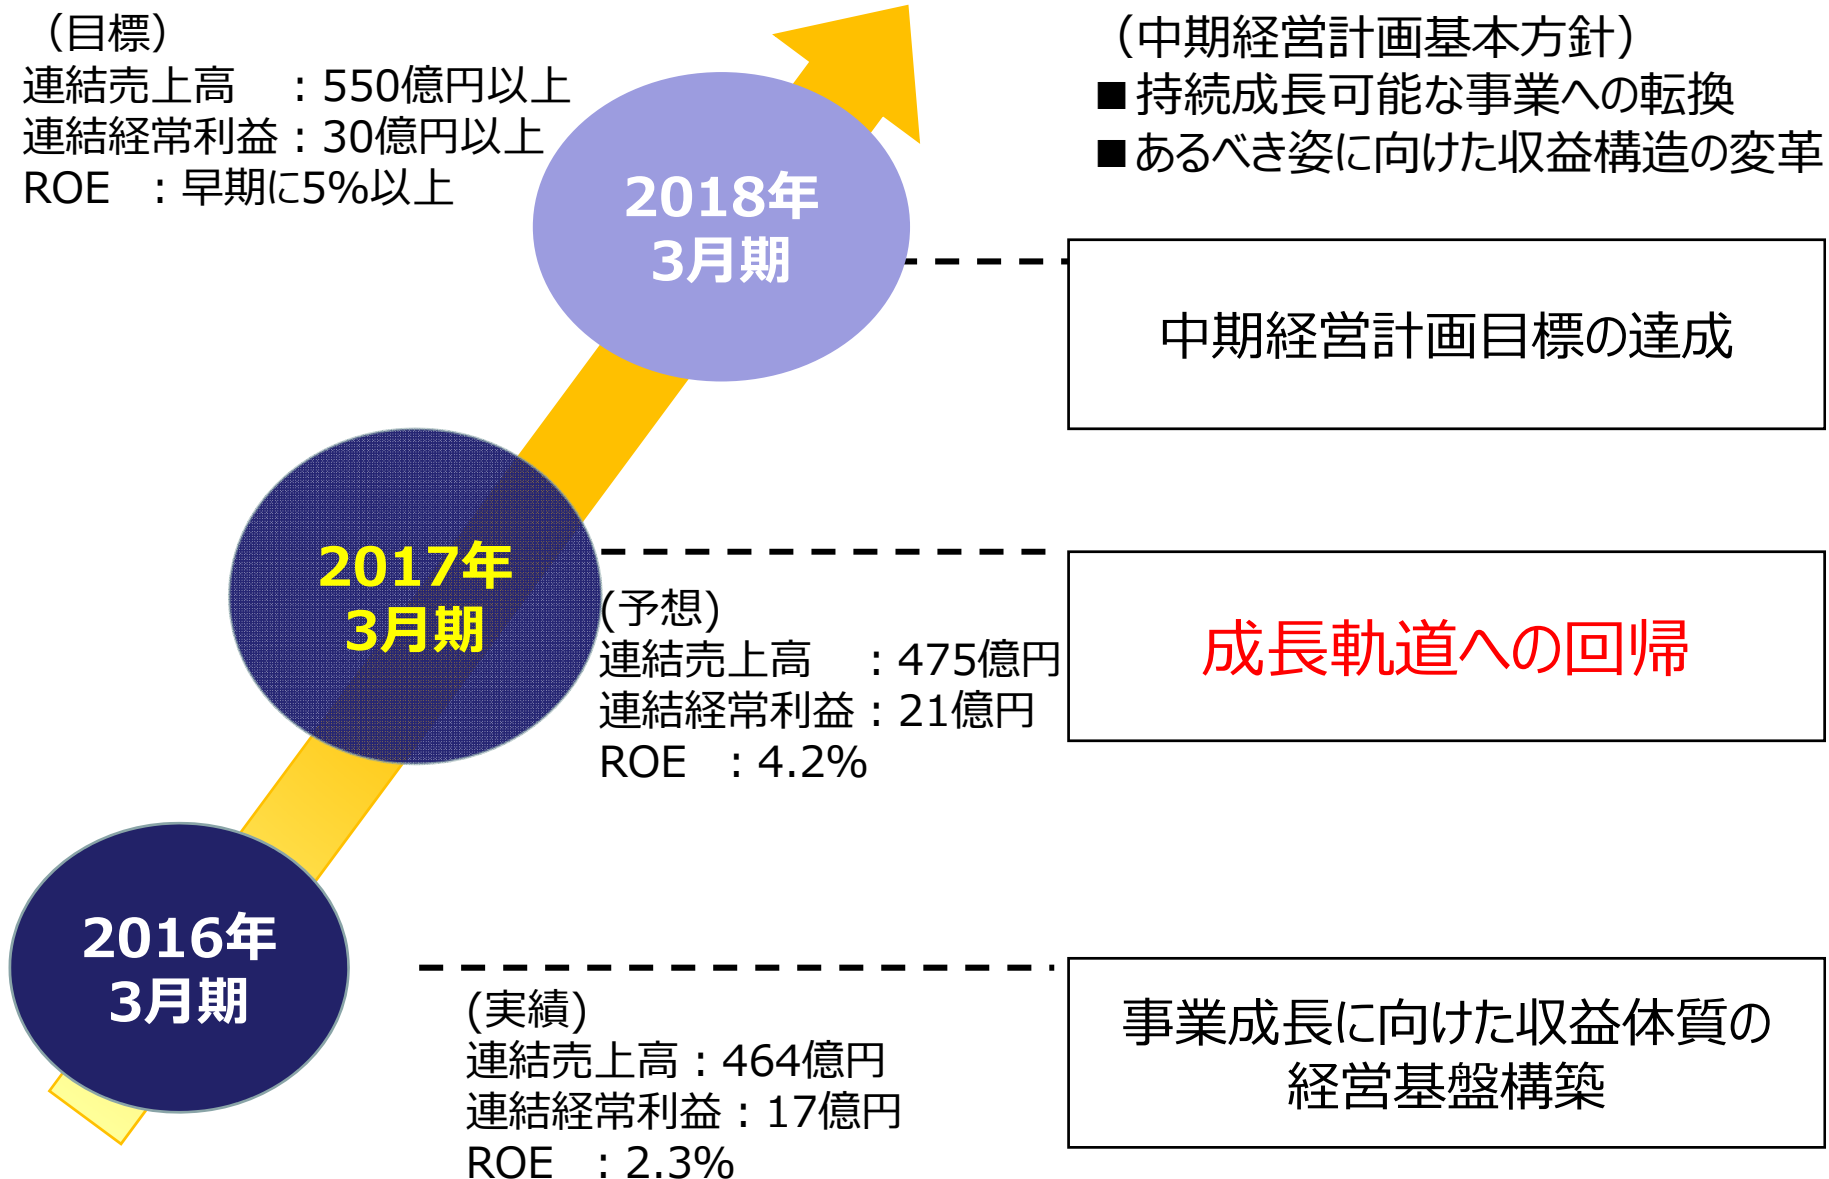 （目標）
連結売上高　：550億円以上
連結経常利益：30億円以上
ROE　：早期に5%以上
（中期経営計画基本方針）
■持続成長可能な事業への転換
■あるべき姿に向けた収益構造の変革
2018年
3月期
中期経営計画目標の達成
2017年
3月期
(予想)
連結売上高　：475億円
連結経常利益：21億円
ROE　：4.2%
成長軌道への回帰
2016年
3月期
(実績)
連結売上高：464億円
連結経常利益：17億円
ROE　：2.3%
事業成長に向けた収益体質の
経営基盤構築